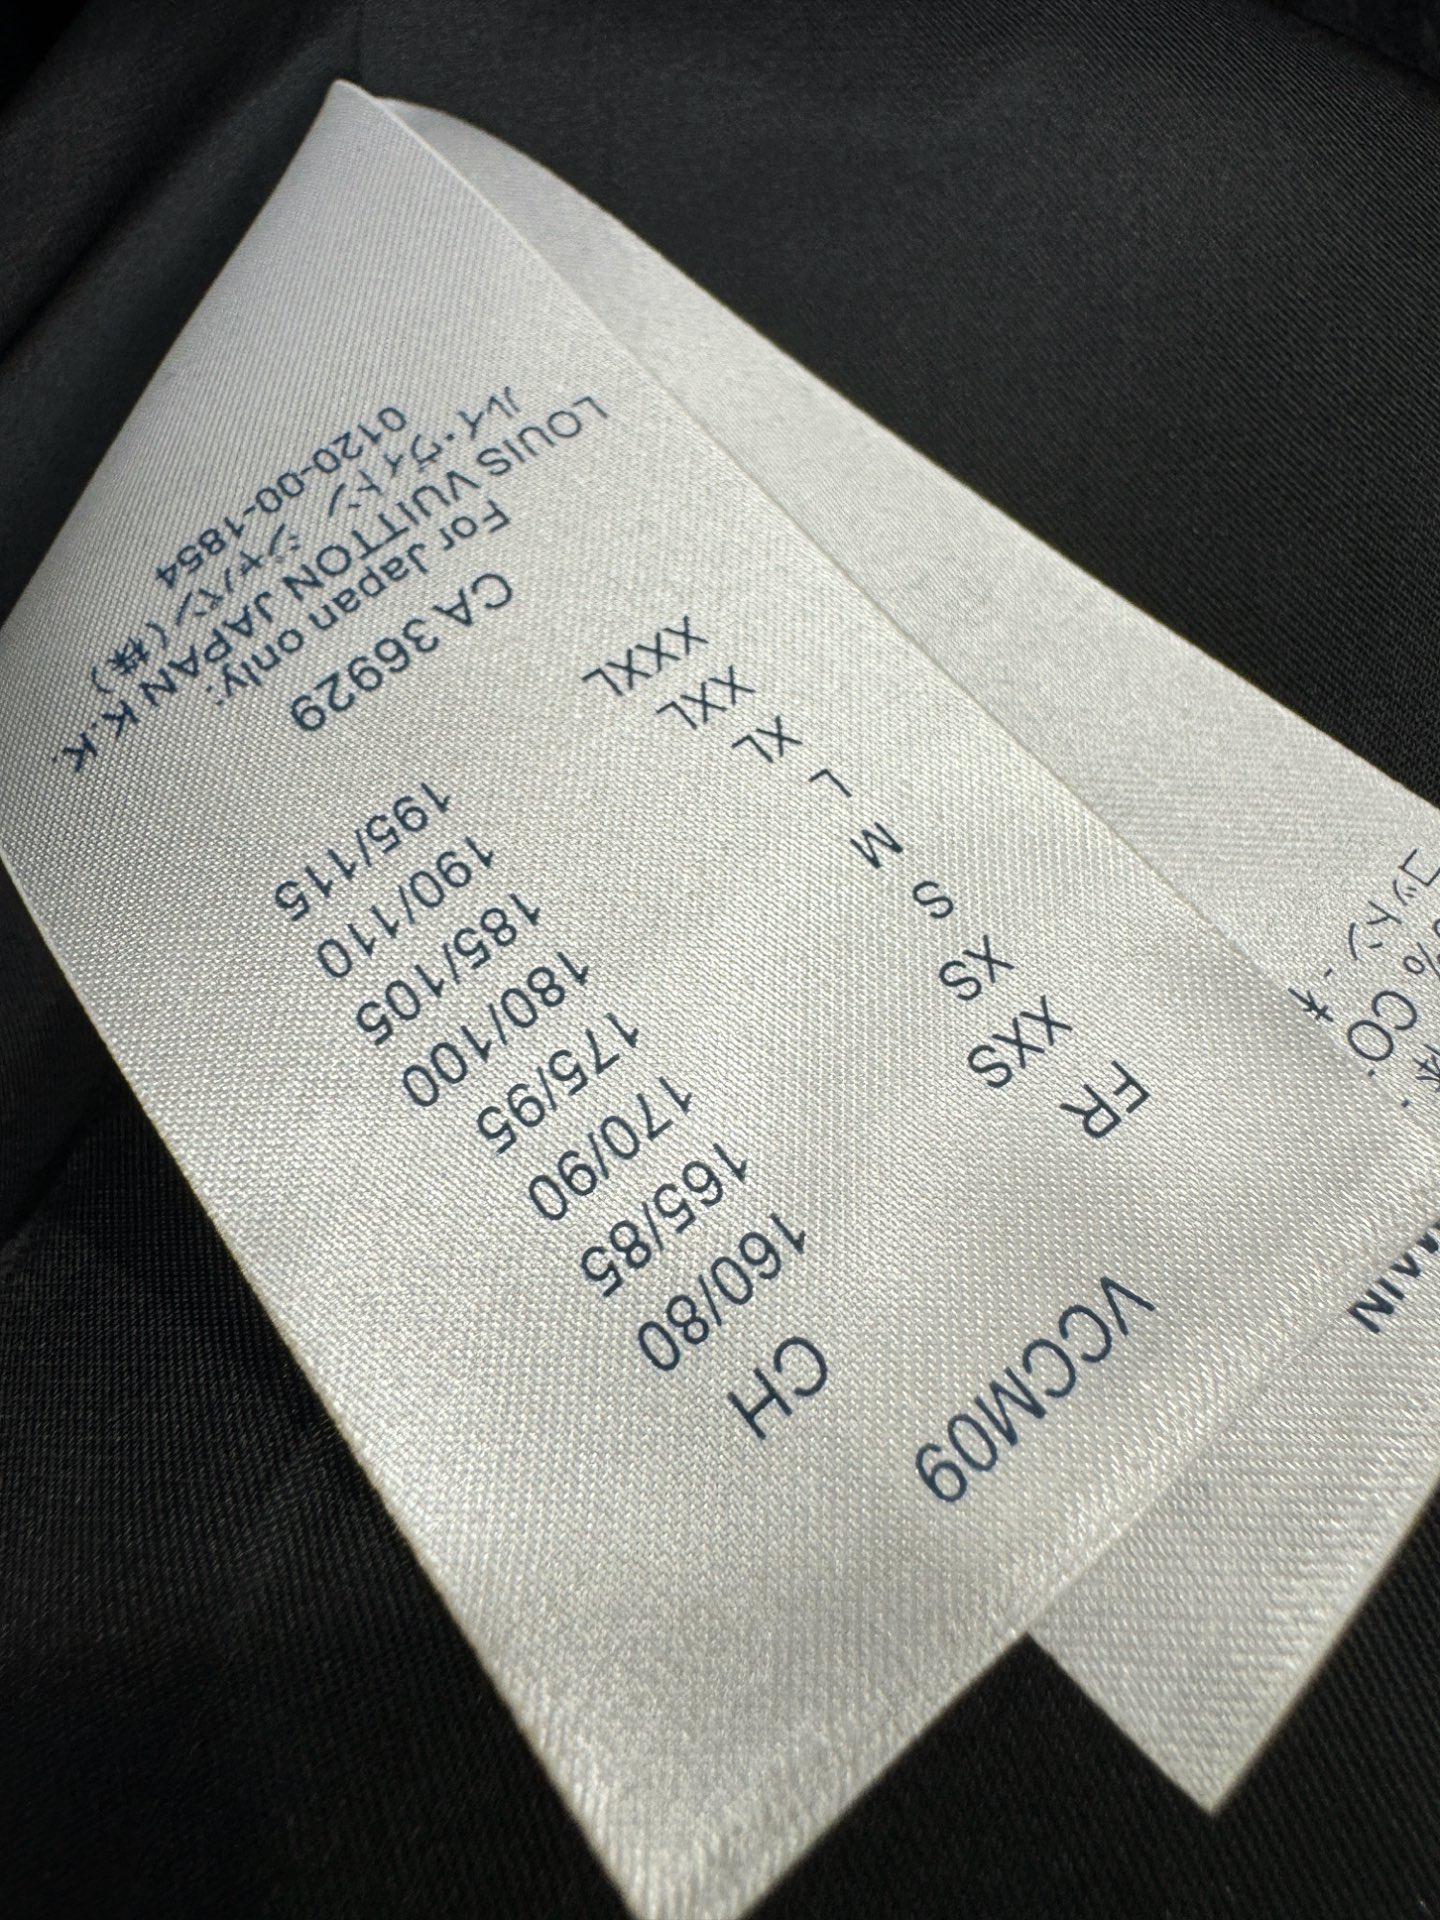 VCCM09
FR CH
XXS 160/80
XS 165/85
S 170/90
M 175/95
L 180/100
XL 185/105
XXL 190/110
XXXL 195/115
CA 36929
For Japan only:
LOUIS VUITTON JAPAN K.K.
ルイ・ヴィトン ジャパン (株)
0120-00-1854
% CO